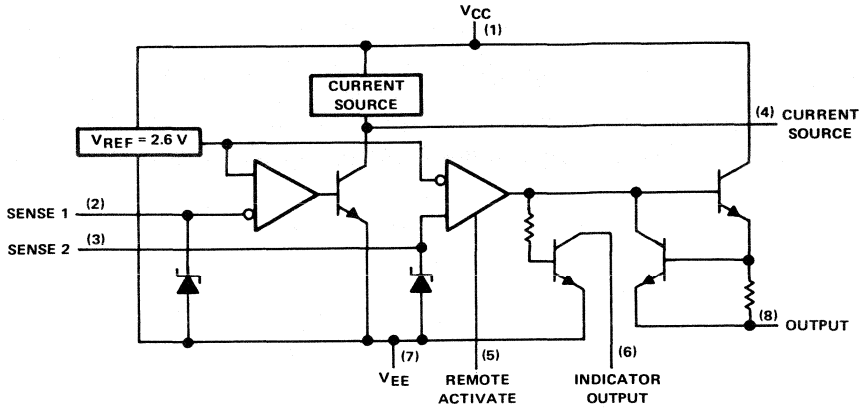 VCC
(1)
CURRENT
SOURCE
(4)
CURRENT
SOURCE
VREF = 2.6 V
SENSE 1
(2)
SENSE 2
(3)
(8)
OUTPUT
(7)
VEE
(5)
REMOTE
ACTIVATE
(6)
INDICATOR
OUTPUT